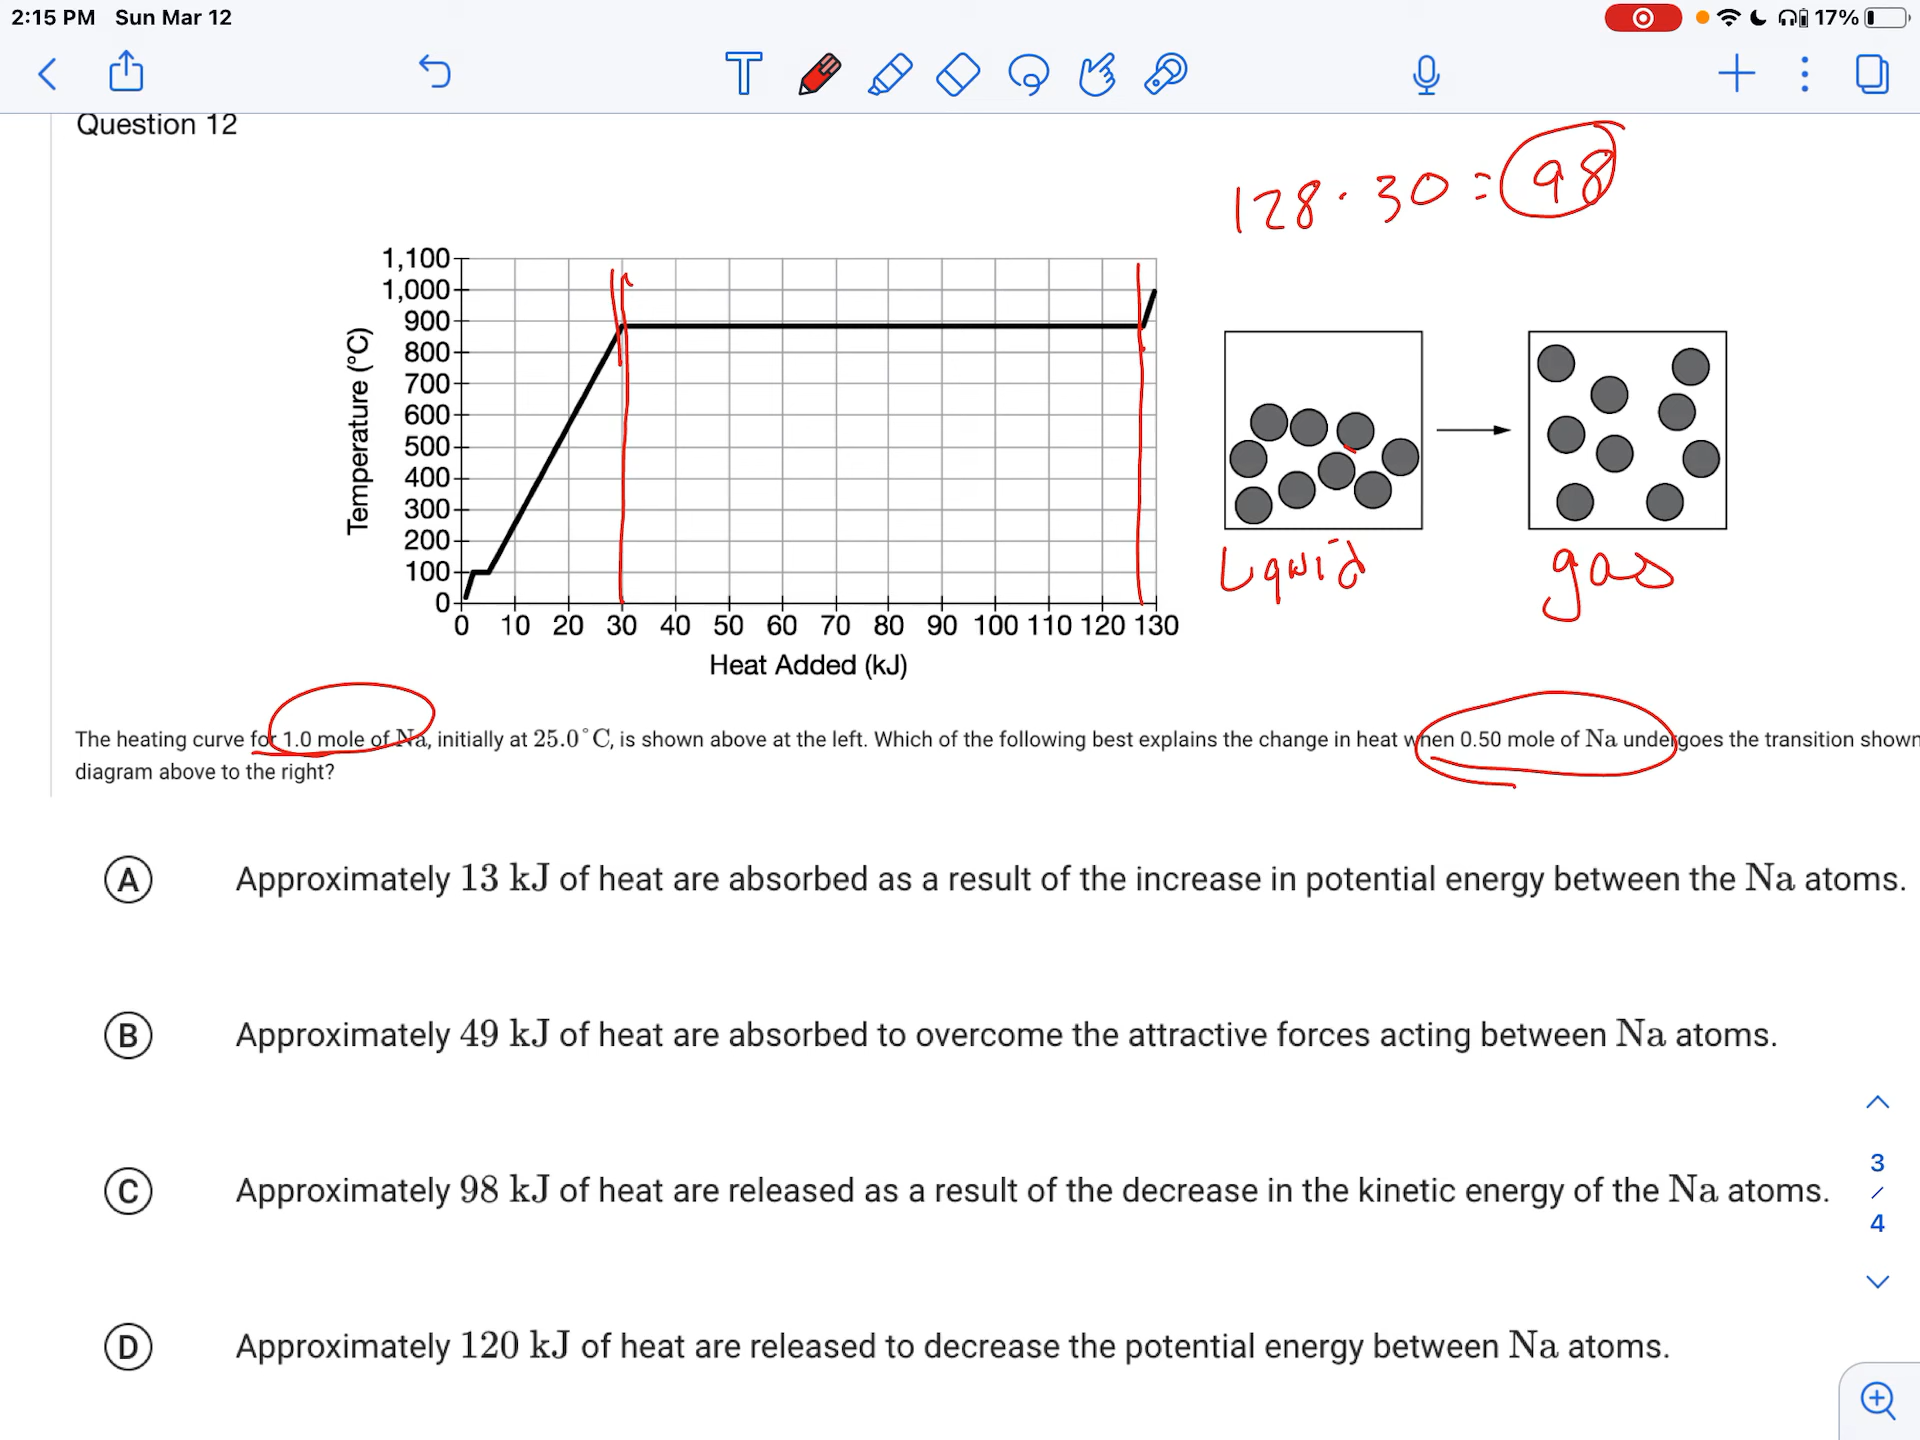 2:15 PM Sun Mar 12
17%
T
Question 12
128 - 30 = 98
1,100
1,000
900
800
700
600
500
400
300
200
100
0
Temperature (°C)
0 10 20 30 40 50 60 70 80 90 100 110 120 130
Heat Added (kJ)
Lquid
gas
The heating curve for 1.0 mole of Na, initially at 25.0°C, is shown above at the left. Which of the following best explains the change in heat when 0.50 mole of Na undergoes the transition shown
diagram above to the right?
A Approximately 13 kJ of heat are absorbed as a result of the increase in potential energy between the Na atoms.
B Approximately 49 kJ of heat are absorbed to overcome the attractive forces acting between Na atoms.
C Approximately 98 kJ of heat are released as a result of the decrease in the kinetic energy of the Na atoms.
D Approximately 120 kJ of heat are released to decrease the potential energy between Na atoms.
3
/
4